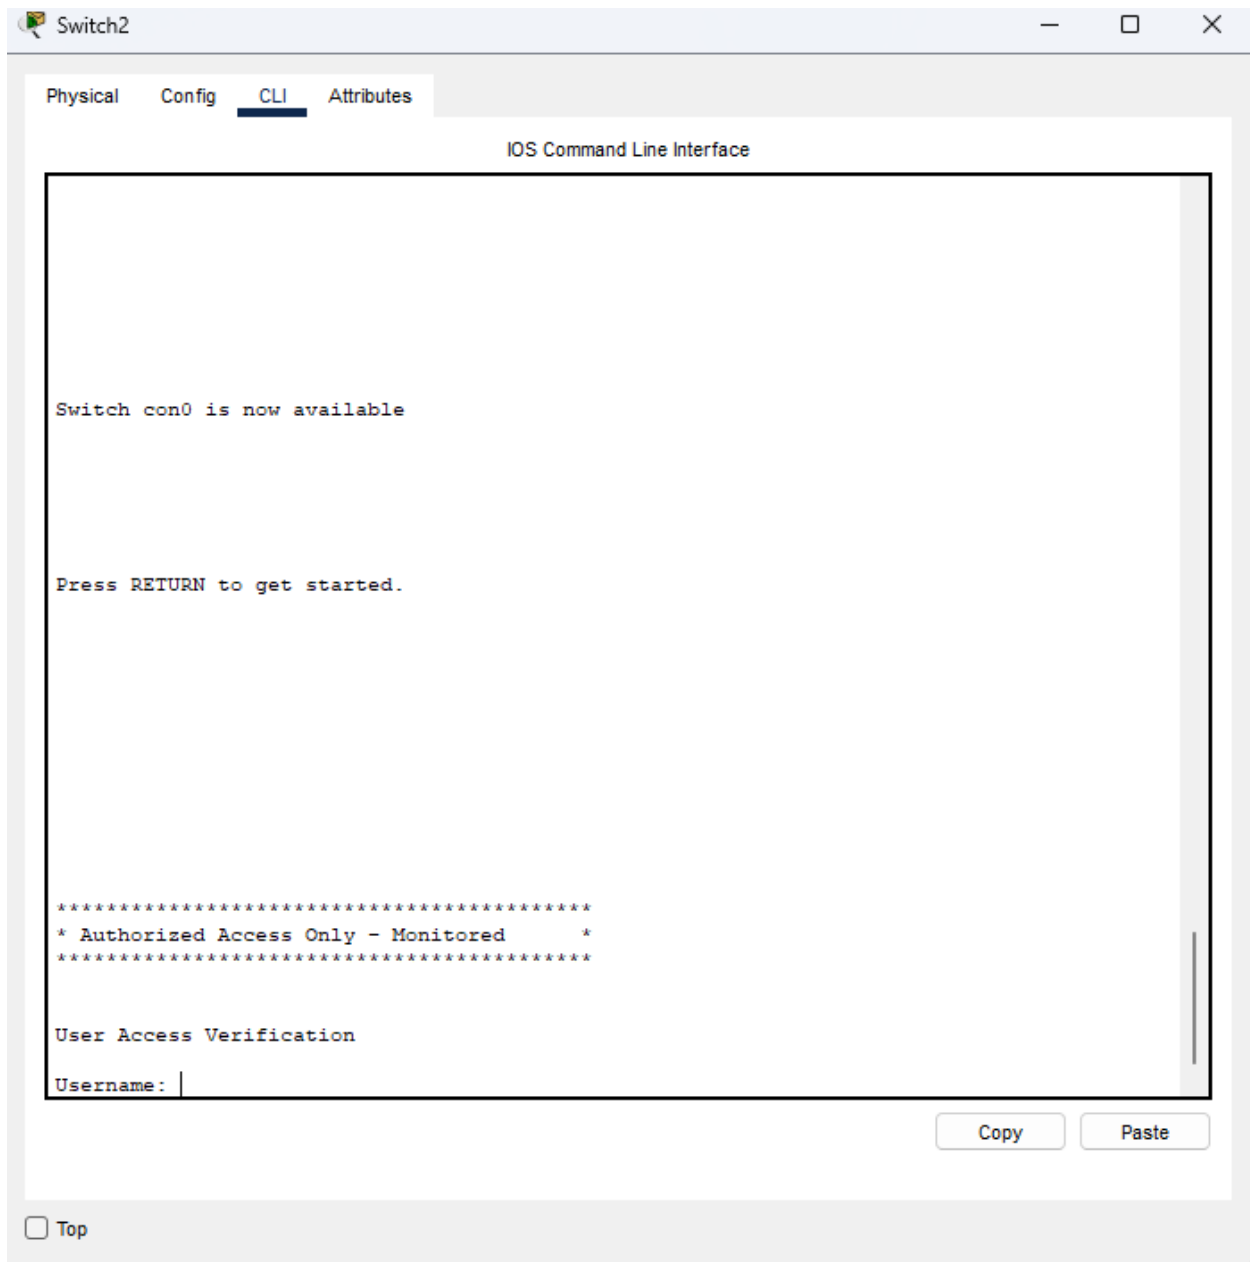 Switch2
Physical Config CLI Attributes
IOS Command Line Interface
Switch con0 is now available
Press RETURN to get started.
*******************************************
* Authorized Access Only - Monitored      *
*******************************************
User Access Verification
Username:
Copy Paste
Top